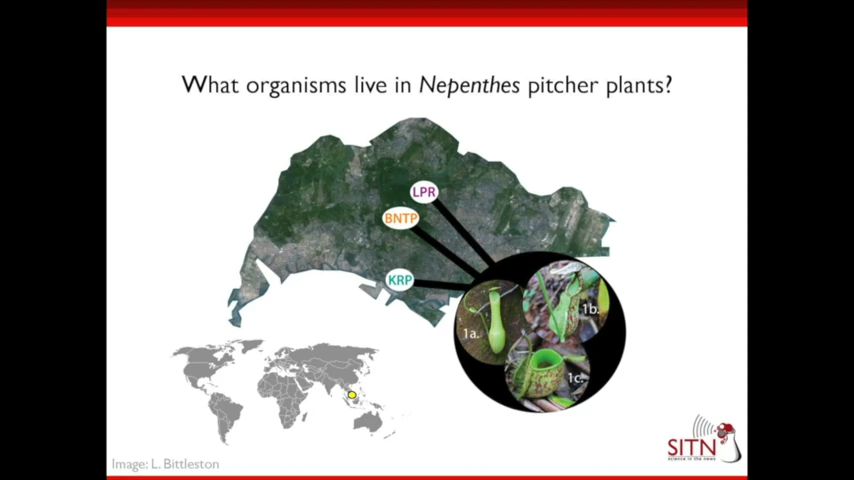 What organisms live in Nepenthes pitcher plants?
LPR
BNTP
KRP
1a.
1b.
1c.
SITN
science in the news
Image: L. Bittleston